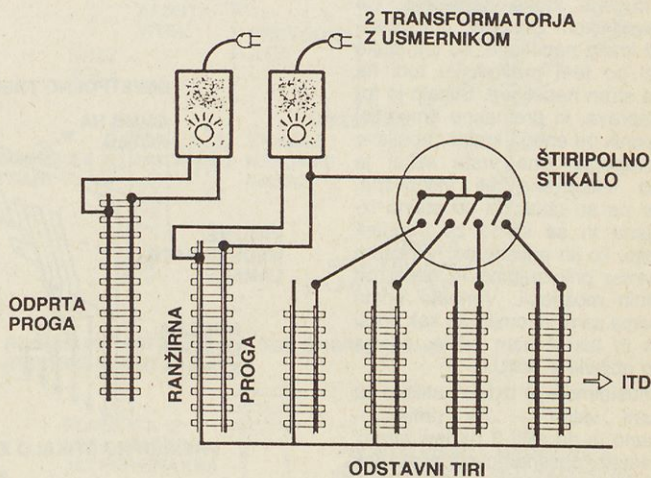 2 TRANSFORMATORJA
Z USMERNIKOM
ŠTIRIPOLNO
STIKALO
ODPRTA
PROGA
RANŽIRNA
PROGA
ITD
ODSTAVNI TIRI